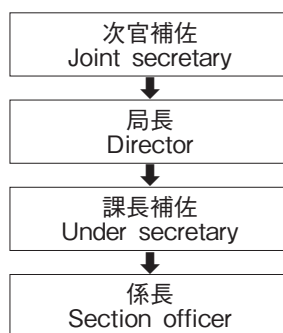 次官補佐
Joint secretary
局長
Director
課長補佐
Under secretary
係長
Section officer